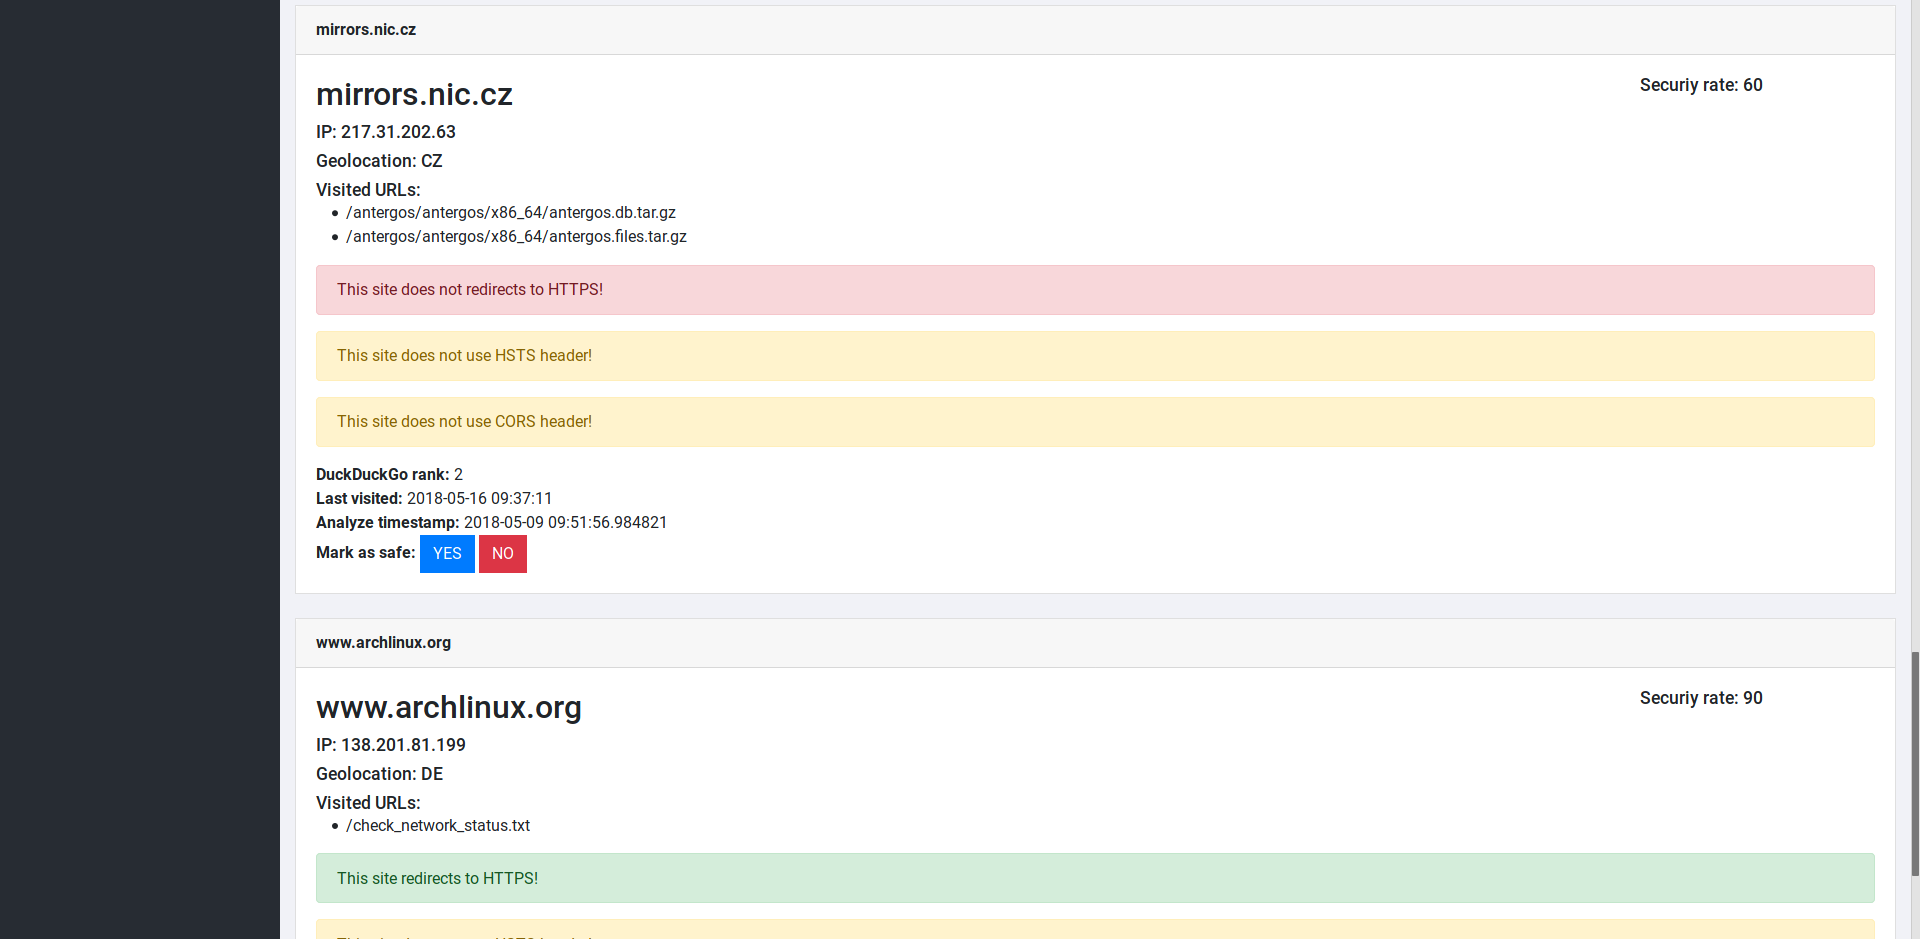 mirrors.nic.cz
mirrors.nic.cz
Securiy rate: 60
IP: 217.31.202.63
Geolocation: CZ
Visited URLs:
/antergos/antergos/x86_64/antergos.db.tar.gz
/antergos/antergos/x86_64/antergos.files.tar.gz
This site does not redirects to HTTPS!
This site does not use HSTS header!
This site does not use CORS header!
DuckDuckGo rank: 2
Last visited: 2018-05-16 09:37:11
Analyze timestamp: 2018-05-09 09:51:56.984821
Mark as safe: YES NO
www.archlinux.org
www.archlinux.org
Securiy rate: 90
IP: 138.201.81.199
Geolocation: DE
Visited URLs:
/check_network_status.txt
This site redirects to HTTPS!